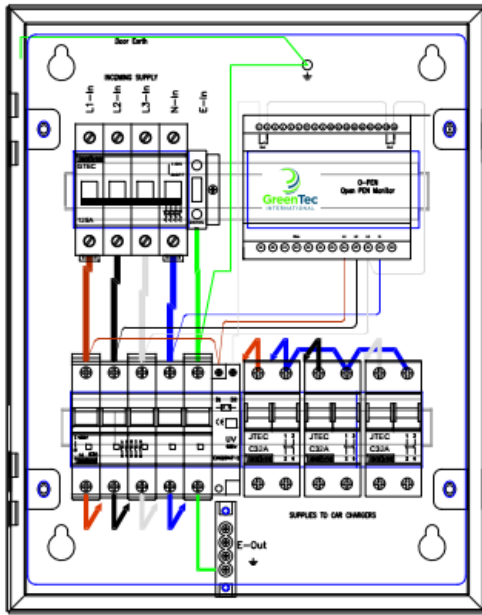 Door Earth
INCOMING SUPPLY
L1-In
L2-In
L3-In
N-In
E-In
125A
GreenTec
INTERNATIONAL
O-PEN
Open PEN Monitor
UV
JTEC
C32A
JTEC
C32A
JTEC
C32A
E-Out
SUPPLIES TO CAR CHARGERS